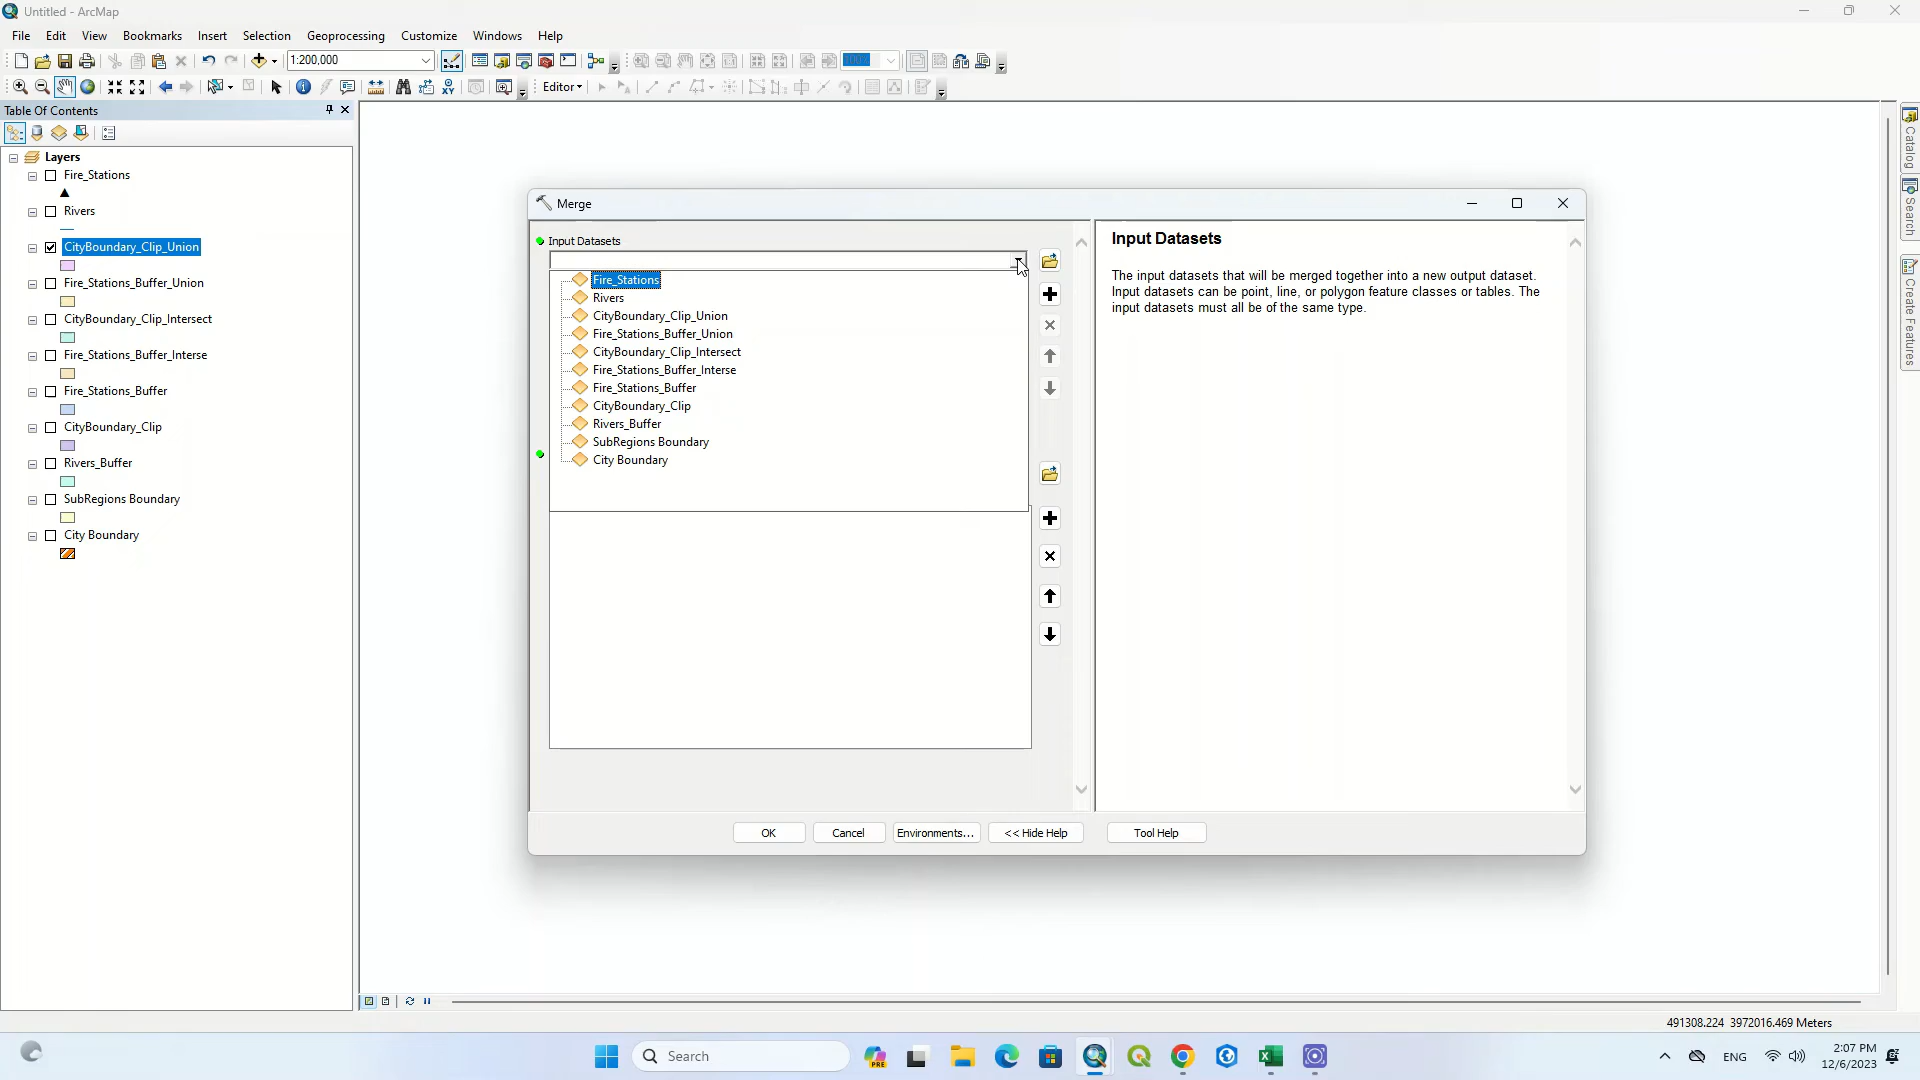 Untitled - ArcMap
File Edit View Bookmarks Insert Selection Geoprocessing Customize Windows Help
1:200,000 100%
Editor
Table Of Contents
Layers
Fire_Stations
Rivers
CityBoundary_Clip_Union
Fire_Stations_Buffer_Union
CityBoundary_Clip_Intersect
Fire_Stations_Buffer_Interse
Fire_Stations_Buffer
CityBoundary_Clip
Rivers_Buffer
SubRegions Boundary
City Boundary
Merge
Input Datasets
Fire_Stations
Rivers
CityBoundary_Clip_Union
Fire_Stations_Buffer_Union
CityBoundary_Clip_Intersect
Fire_Stations_Buffer_Interse
Fire_Stations_Buffer
CityBoundary_Clip
Rivers_Buffer
SubRegions Boundary
City Boundary
OK Cancel Environments... << Hide Help Tool Help
Input Datasets
The input datasets that will be merged together into a new output dataset.
Input datasets can be point, line, or polygon feature classes or tables. The
input datasets must all be of the same type.
Catalog
Search
Create Features
491308.224 3972016.469 Meters
Search
PRE
ENG
2:07 PM
12/6/2023